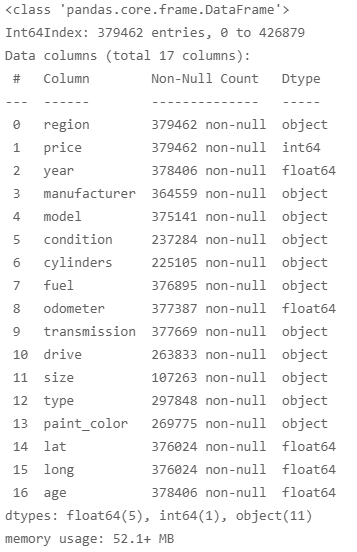 <class 'pandas.core.frame.DataFrame'>
Int64Index: 379462 entries, 0 to 426879
Data columns (total 17 columns):
 #   Column        Non-Null Count   Dtype
---  ------        --------------   -----
 0   region        379462 non-null  object
 1   price         379462 non-null  int64
 2   year          378406 non-null  float64
 3   manufacturer  364559 non-null  object
 4   model         375141 non-null  object
 5   condition     237284 non-null  object
 6   cylinders     225105 non-null  object
 7   fuel          376895 non-null  object
 8   odometer      377387 non-null  float64
 9   transmission  377669 non-null  object
 10  drive         263833 non-null  object
 11  size          107263 non-null  object
 12  type          297848 non-null  object
 13  paint_color   269775 non-null  object
 14  lat           376024 non-null  float64
 15  long          376024 non-null  float64
 16  age           378406 non-null  float64
dtypes: float64(5), int64(1), object(11)
memory usage: 52.1+ MB